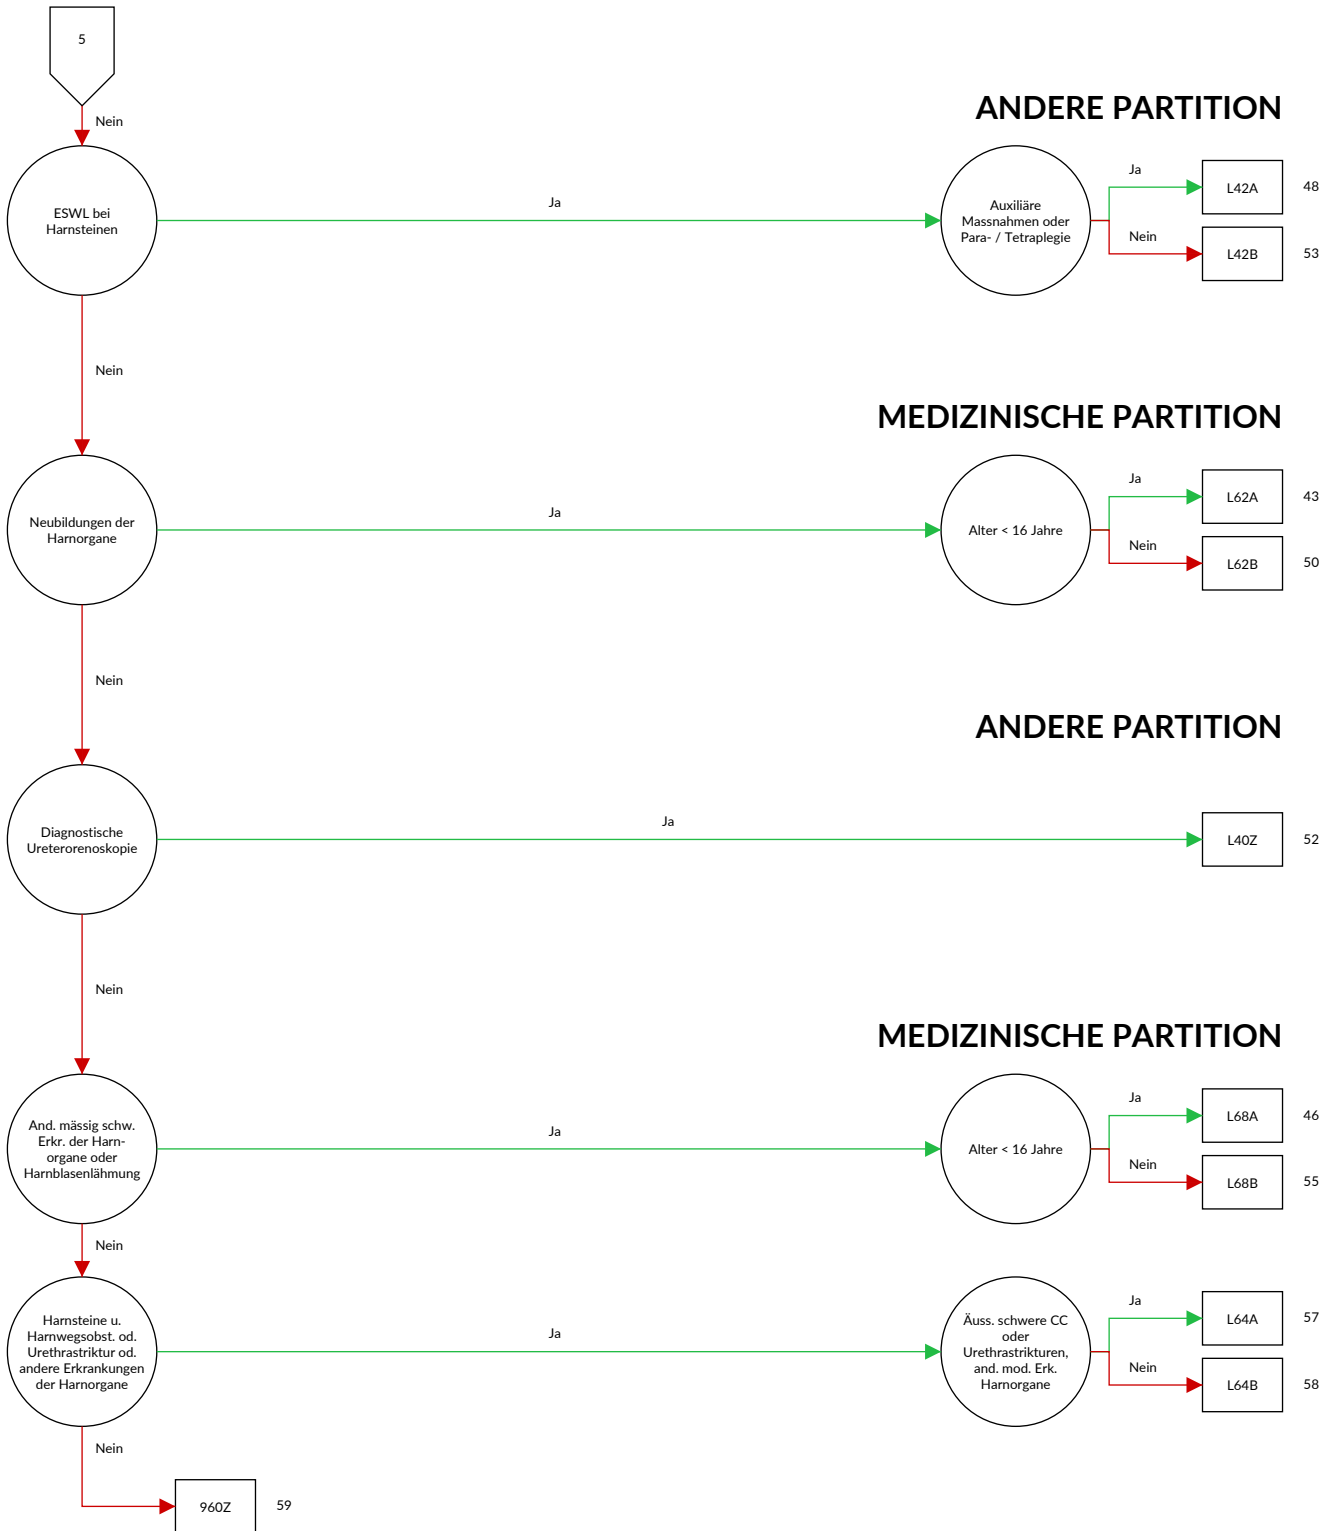 5
Nein
ANDERE PARTITION
ESWL bei
Harnsteinen
Ja
Auxiliäre
Massnahmen oder
Para- / Tetraplegie
Ja
L42A
48
Nein
L42B
53
Nein
MEDIZINISCHE PARTITION
Neubildungen der
Harnorgane
Ja
Alter < 16 Jahre
Ja
L62A
43
Nein
L62B
50
Nein
ANDERE PARTITION
Diagnostische
Ureterorenoskopie
Ja
L40Z
52
Nein
MEDIZINISCHE PARTITION
And. mässig schw.
Erkr. der Harn-
organe oder
Harnblasenlähmung
Ja
Alter < 16 Jahre
Ja
L68A
46
Nein
L68B
55
Nein
Harnsteine u.
Harnwegsobst. od.
Urethrastriktur od.
andere Erkrankungen
der Harnorgane
Ja
Äuss. schwere CC
oder
Urethrastrikturen,
and. mod. Erk.
Harnorgane
Ja
L64A
57
Nein
L64B
58
Nein
960Z
59